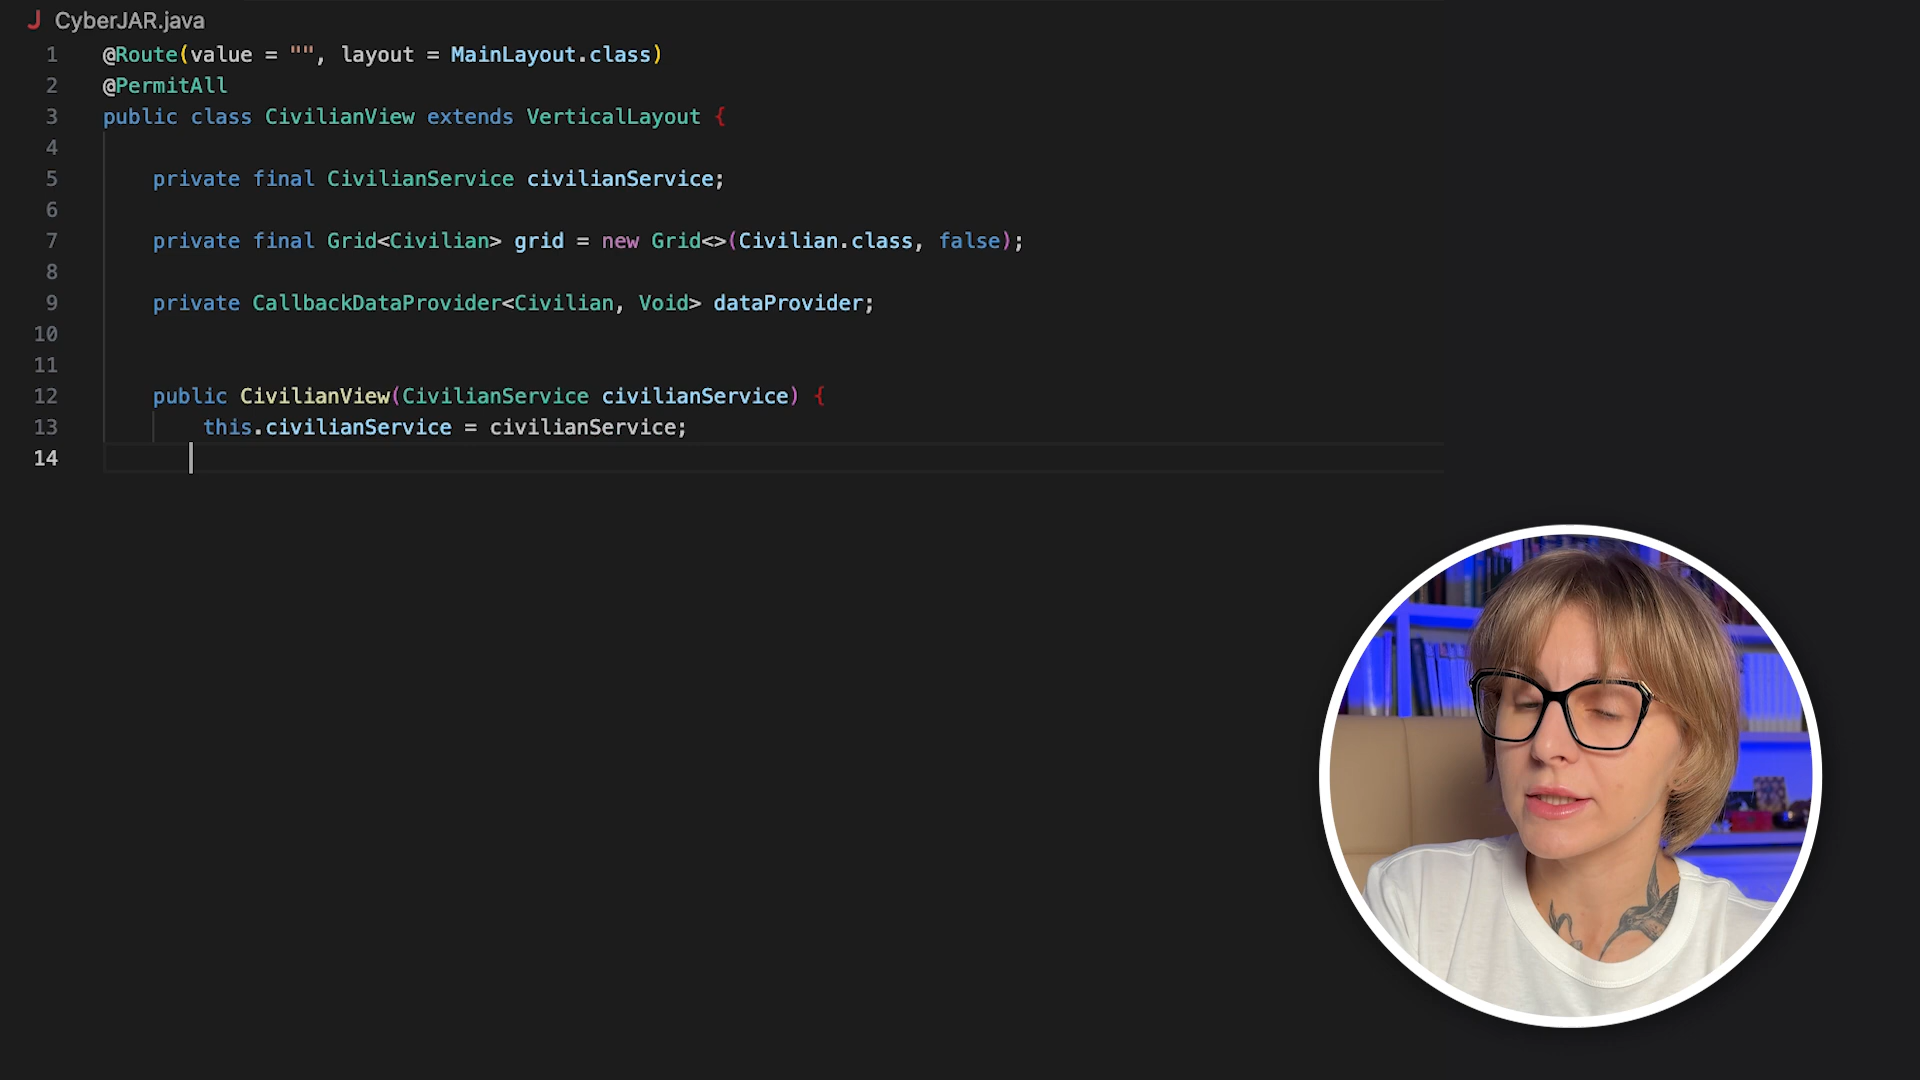 CyberJAR.java
1 @Route(value = "", layout = MainLayout.class)
2 @PermitAll
3 public class CivilianView extends VerticalLayout {
4
5 private final CivilianService civilianService;
6
7 private final Grid<Civilian> grid = new Grid<>(Civilian.class, false);
8
9 private CallbackDataProvider<Civilian, Void> dataProvider;
10
11
12 public CivilianView(CivilianService civilianService) {
13 this.civilianService = civilianService;
14